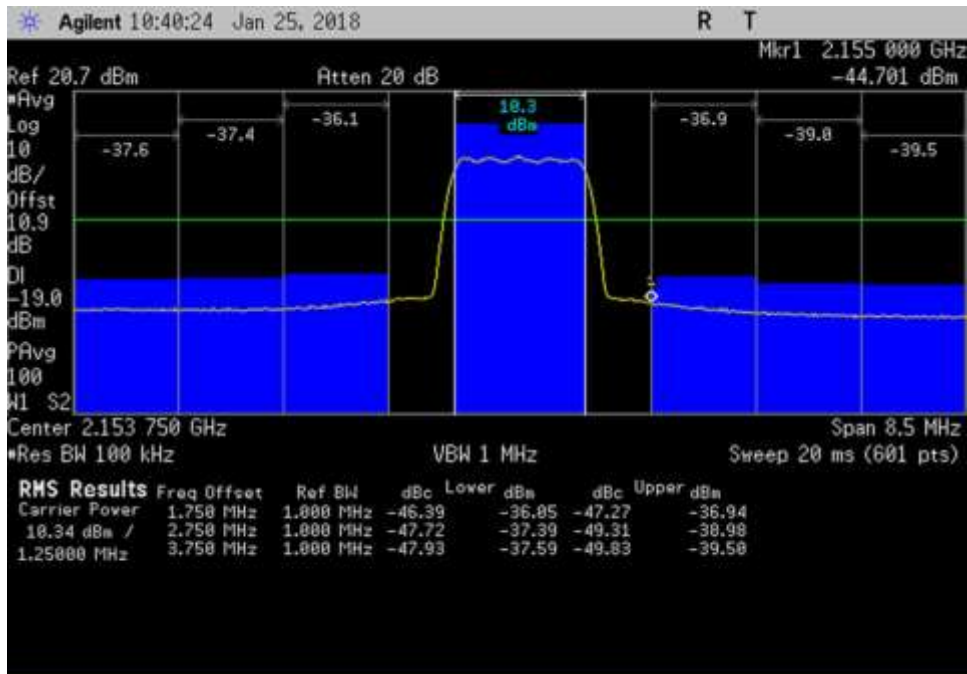 Agilent 10:40:24 Jan 25, 2018 R T
Mkr1 2.155 000 GHz
Ref 20.7 dBm Atten 20 dB -44.701 dBm
*Avg
Log
10
dB/
Offst
10.9
dB
DI
-19.0
dBm
PAvg
100
W1 S2
-37.6 -37.4 -36.1 10.3 dBm -36.9 -39.0 -39.5
1
Center 2.153 750 GHz Span 8.5 MHz
*Res BW 100 kHz VBW 1 MHz Sweep 20 ms (601 pts)
RMS Results Freq Offset Ref BW dBc Lower dBm dBc Upper dBm
Carrier Power 1.750 MHz 1.000 MHz -46.39 -36.05 -47.27 -36.94
10.34 dBm / 2.750 MHz 1.000 MHz -47.72 -37.39 -49.31 -38.98
1.25000 MHz 3.750 MHz 1.000 MHz -47.93 -37.59 -49.83 -39.50